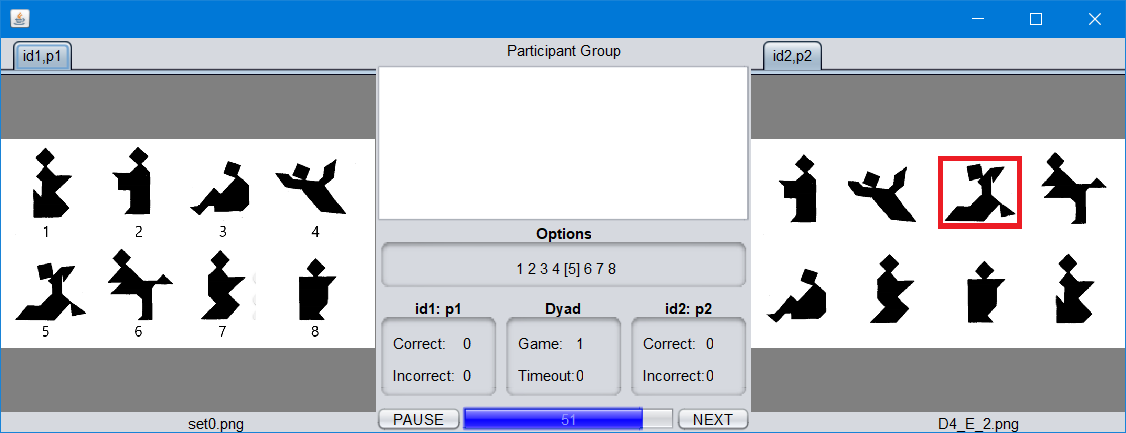 id1,p1
Participant Group
id2,p2
1 2 3 4
5 6 7 8
Options
1 2 3 4 [5] 6 7 8
id1: p1 Dyad id2: p2
Correct: 0 Game: 1 Correct: 0
Incorrect: 0 Timeout:0 Incorrect:0
PAUSE 51 NEXT
set0.png D4_E_2.png